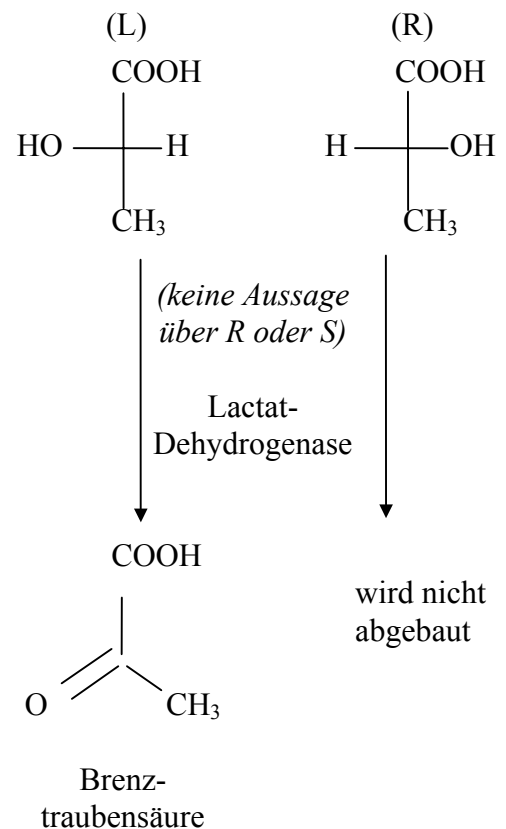 (L) (R)
COOH COOH
HO H H OH
CH₃ CH₃
(keine Aussage
über R oder S)
Lactat-
Dehydrogenase
COOH
wird nicht
abgebaut
O CH₃
Brenz-
traubensäure